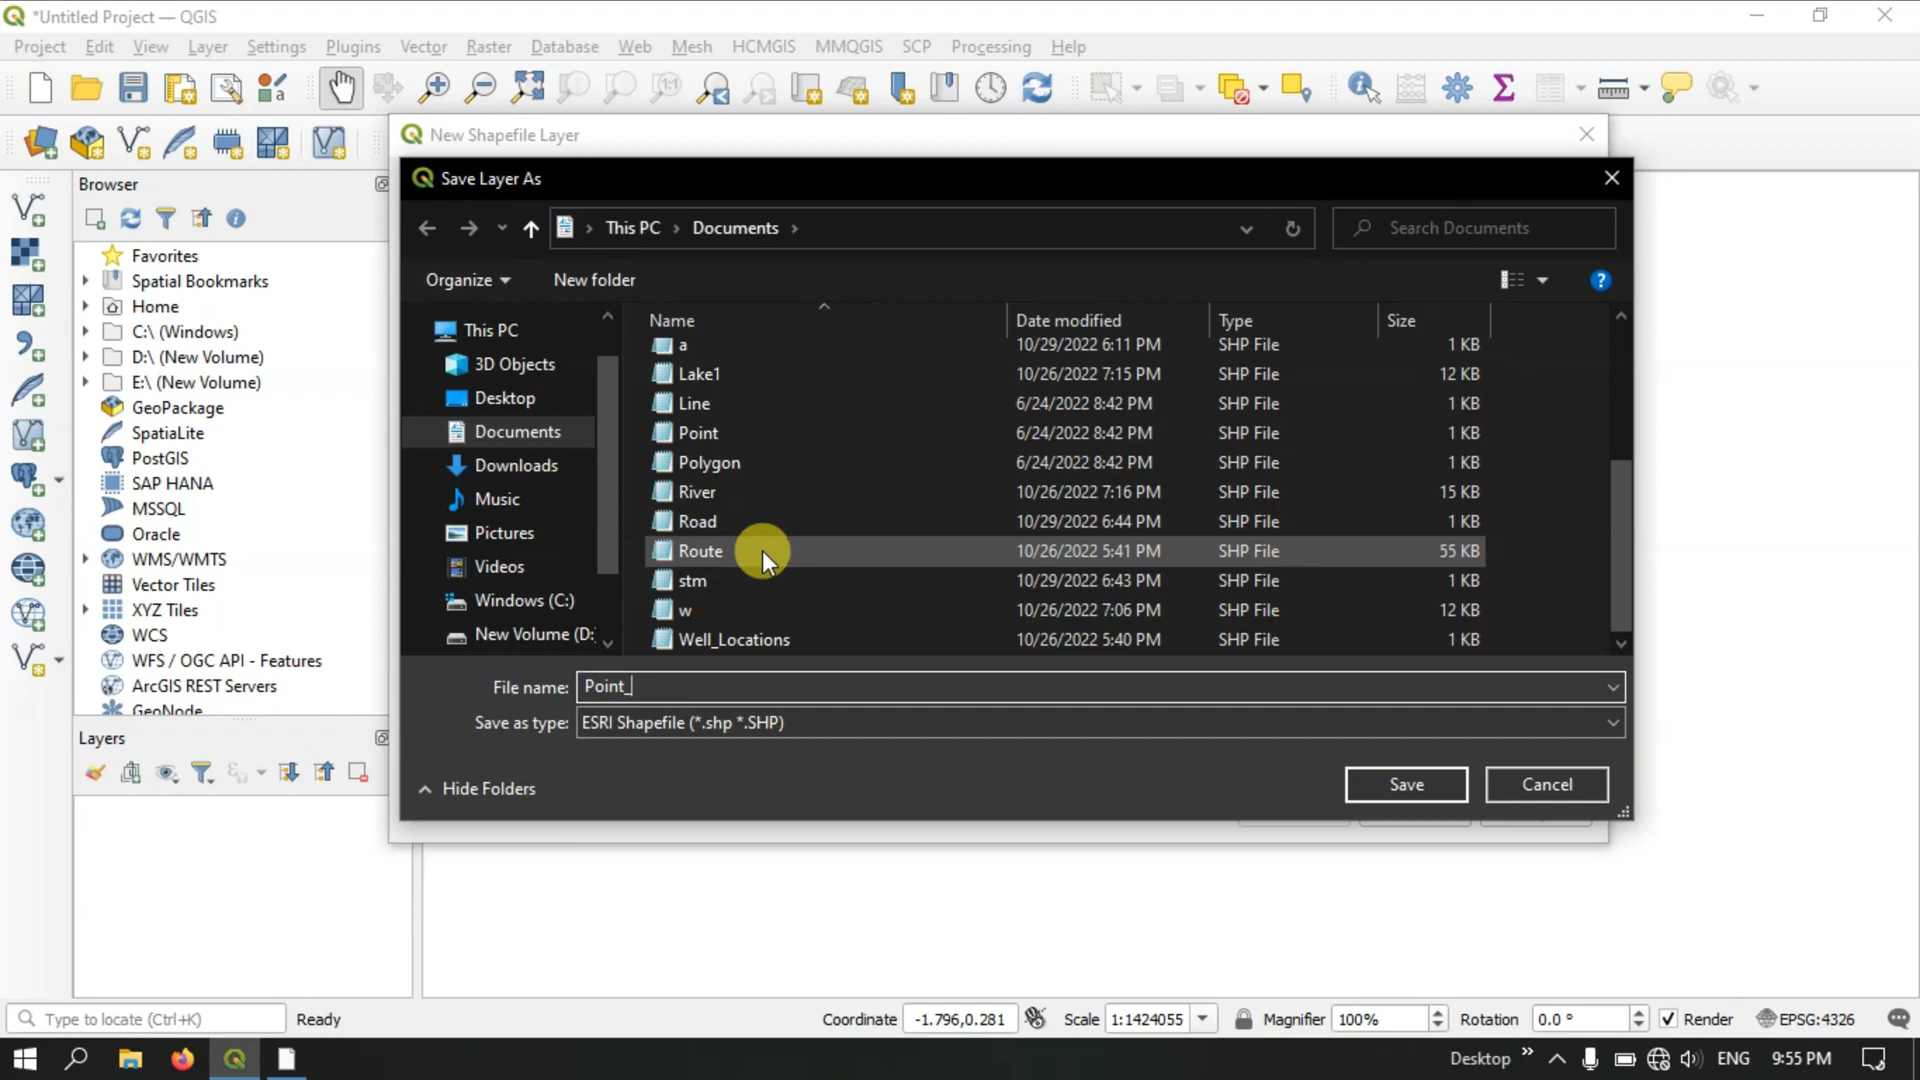 *Untitled Project — QGIS
Project Edit View Layer Settings Plugins Vector Raster Database Web Mesh HCMGIS MMQGIS SCP Processing Help
New Shapefile Layer
Save Layer As
This PC > Documents >
Search Documents
Organize New folder
Browser
Favorites
Spatial Bookmarks
Home
C:\ (Windows)
D:\ (New Volume)
E:\ (New Volume)
GeoPackage
SpatiaLite
PostGIS
SAP HANA
MSSQL
Oracle
WMS/WMTS
Vector Tiles
XYZ Tiles
WCS
WFS / OGC API - Features
ArcGIS REST Servers
GeoNode
Layers
This PC
3D Objects
Desktop
Documents
Downloads
Music
Pictures
Videos
Windows (C:)
New Volume (D:
Name Date modified Type Size
a 10/29/2022 6:11 PM SHP File 1 KB
Lake1 10/26/2022 7:15 PM SHP File 12 KB
Line 6/24/2022 8:42 PM SHP File 1 KB
Point 6/24/2022 8:42 PM SHP File 1 KB
Polygon 6/24/2022 8:42 PM SHP File 1 KB
River 10/26/2022 7:16 PM SHP File 15 KB
Road 10/29/2022 6:44 PM SHP File 1 KB
Route 10/26/2022 5:41 PM SHP File 55 KB
stm 10/29/2022 6:43 PM SHP File 1 KB
w 10/26/2022 7:06 PM SHP File 12 KB
Well_Locations 10/26/2022 5:40 PM SHP File 1 KB
File name: Point_
Save as type: ESRI Shapefile (*.shp *.SHP)
Hide Folders
Save Cancel
Type to locate (Ctrl+K) Ready Coordinate -1.796,0.281 Scale 1:1424055 Magnifier 100% Rotation 0.0 ° Render EPSG:4326
Desktop » ENG 9:55 PM